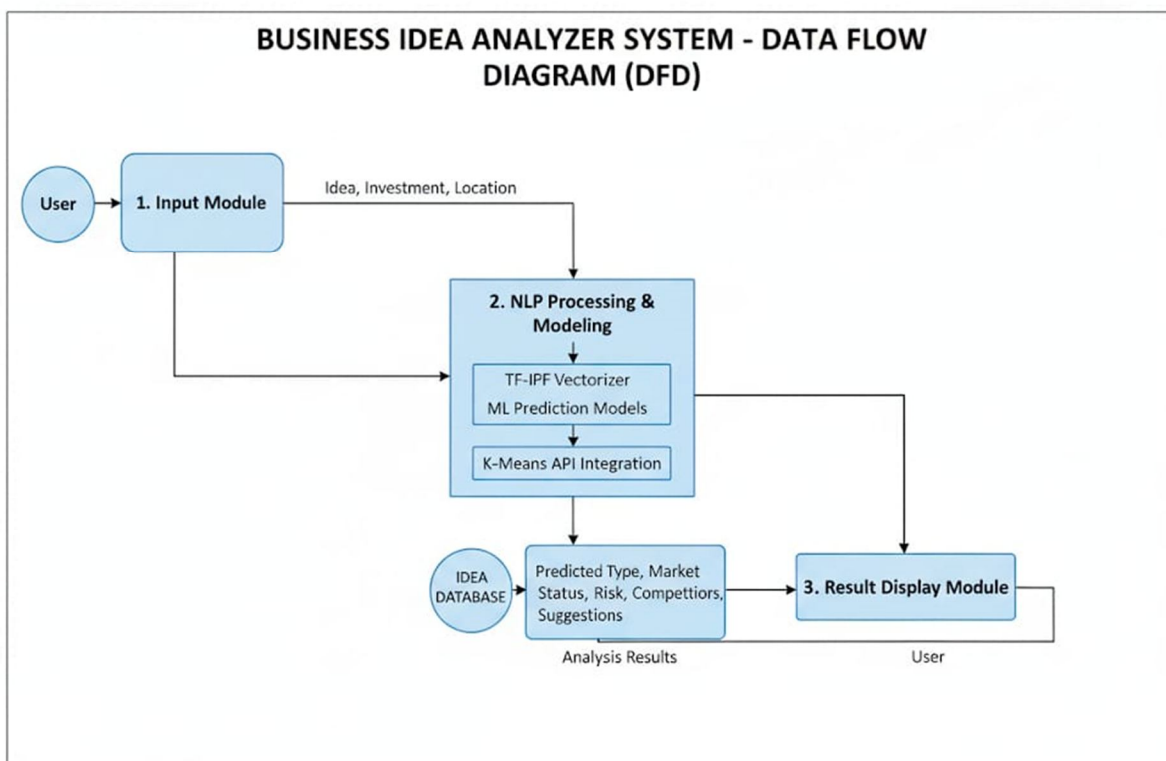 BUSINESS IDEA ANALYZER SYSTEM - DATA FLOW
DIAGRAM (DFD)
User
1. Input Module
Idea, Investment, Location
2. NLP Processing &
Modeling
TF-IPF Vectorizer
ML Prediction Models
K-Means API Integration
IDEA
DATABASE
Predicted Type, Market
Status, Risk, Compettiors,
Suggestions
3. Result Display Module
Analysis Results
User